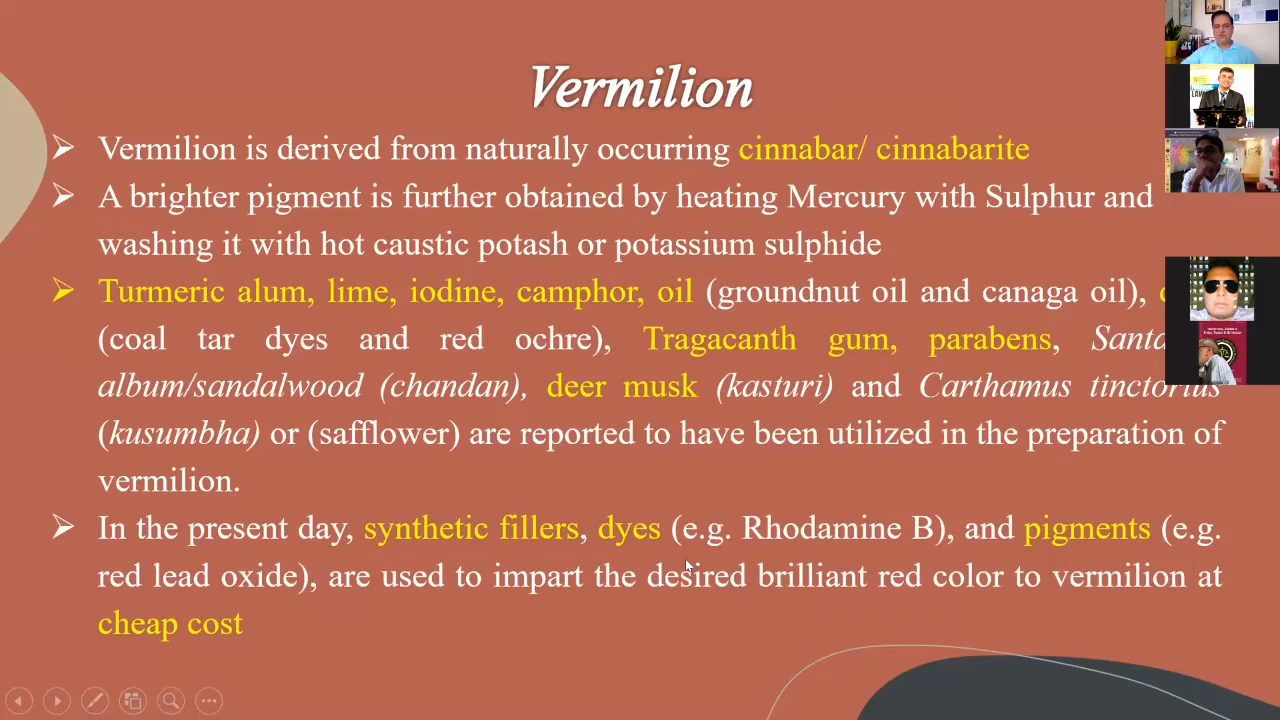 Vermilion
Vermilion is derived from naturally occurring cinnabar/ cinnabarite
A brighter pigment is further obtained by heating Mercury with Sulphur and
washing it with hot caustic potash or potassium sulphide
Turmeric alum, lime, iodine, camphor, oil (groundnut oil and canaga oil),
(coal tar dyes and red ochre), Tragacanth gum, parabens,
album/sandalwood (chandan), deer musk (kasturi) and Carthamus tinctorius
(kusumbha) or (safflower) are reported to have been utilized in the preparation of
vermilion.
In the present day, synthetic fillers, dyes (e.g. Rhodamine B), and pigments (e.g.
red lead oxide), are used to impart the desired brilliant red color to vermilion at
cheap cost